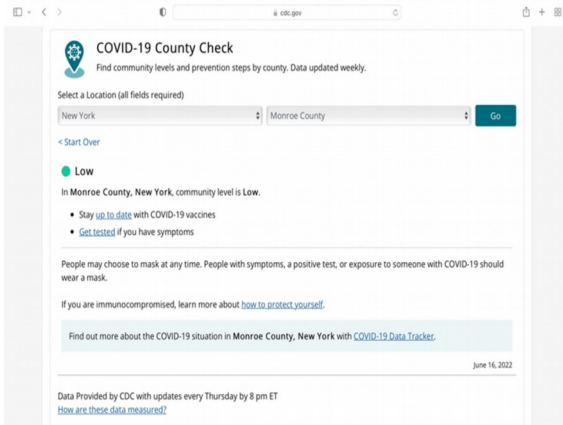 cdc.gov
COVID-19 County Check
Find community levels and prevention steps by county. Data updated weekly.
Select a Location (all fields required)
New York
Monroe County
Go
< Start Over
Low
In Monroe County, New York, community level is Low.
• Stay up to date with COVID-19 vaccines
• Get tested if you have symptoms
People may choose to mask at any time. People with symptoms, a positive test, or exposure to someone with COVID-19 should
wear a mask.
If you are immunocompromised, learn more about how to protect yourself.
Find out more about the COVID-19 situation in Monroe County, New York with COVID-19 Data Tracker.
June 16, 2022
Data Provided by CDC with updates every Thursday by 8 pm ET
How are these data measured?